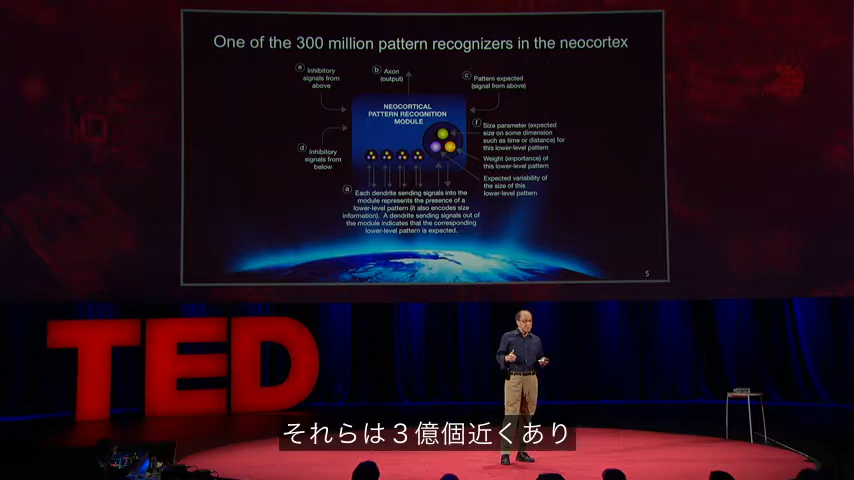 One of the 300 million pattern recognizers in the neocortex
e Inhibitory
signals from
above
b Axon
(output)
c Pattern expected
(signal from above)
NEOCORTICAL
PATTERN RECOGNITION
MODULE
d Inhibitory
signals from
below
f Size parameter (expected
size on some dimension
such as time or distance) for
this lower-level pattern
Weight (importance) of
this lower-level pattern
Expected variability of
the size of this
lower-level pattern
a Each dendrite sending signals into the
module represents the presence of a
lower-level pattern (it also encodes size
information). A dendrite sending signals out of
the module indicates that the corresponding
lower-level pattern is expected.
5
TED
それらは３億個近くあり